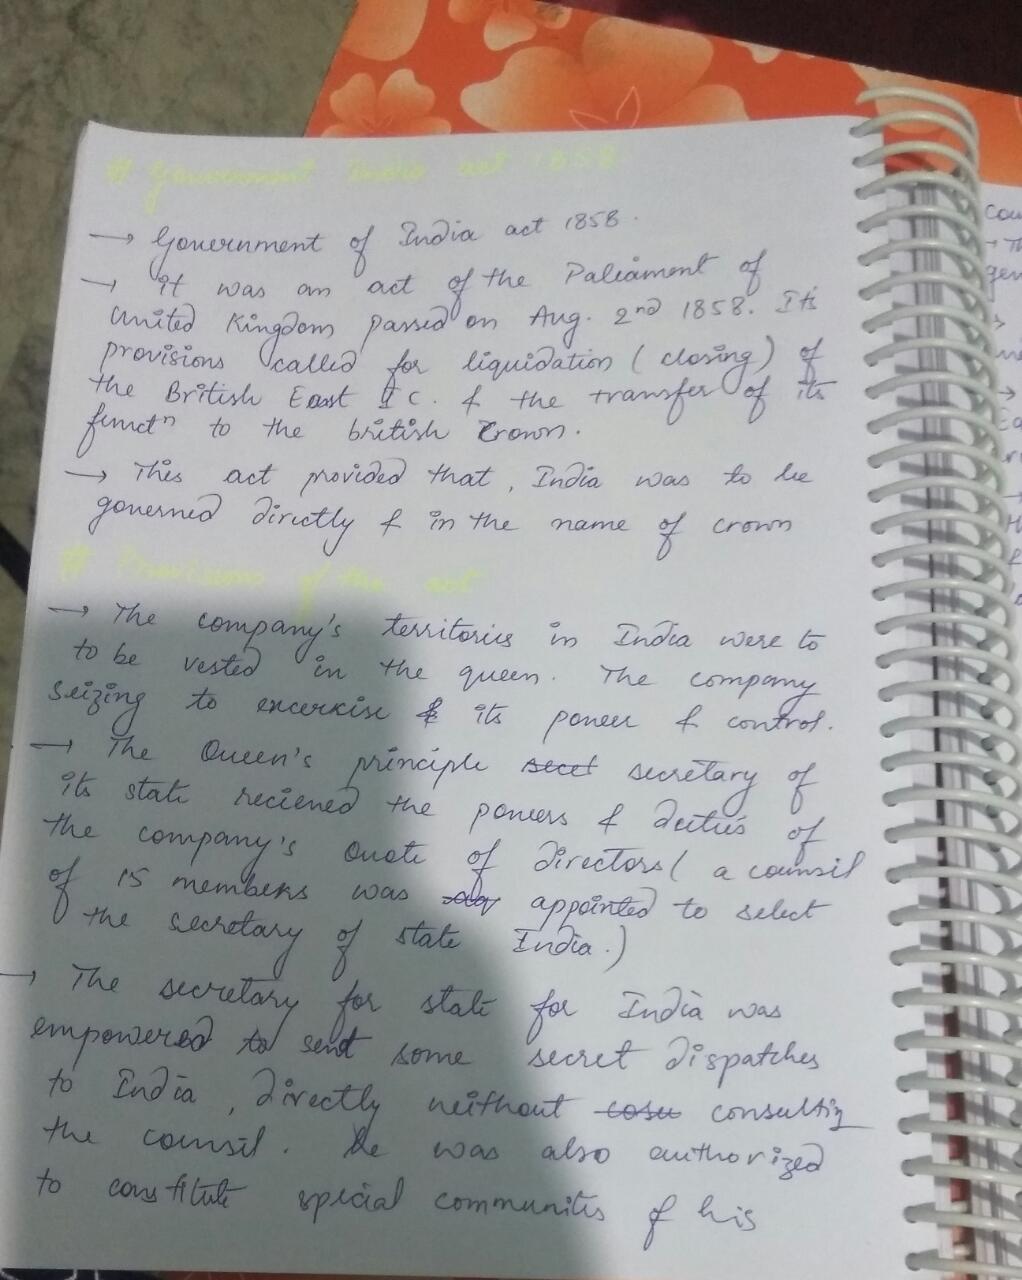 # Government India act 1858
→ Government of India act 1858.
→ it was an act of the Paliament of
united Kingdom passed on Aug. 2nd 1858. Its
provisions called for liquidation (closing) of
the British East I C. & the transfer of its
functn to the british Crown.
→ This act provided that, India was to be
governed directly & in the name of crown
# Provisions of the act
→ The company's territories in India were to
to be vested in the queen. The company
seizing to excercise its power & control.
→ The Queen's principle secretary of
its state recieved the powers & duties of
the company's of directors (a counsil
of 15 members was appointed to select
the secretary of state India.)
→ The secretary for state for India was
empowered to send some secret dispatches
to India, directly without consulting
the counsil. He was also authorized
to constitute special communities of his
cou